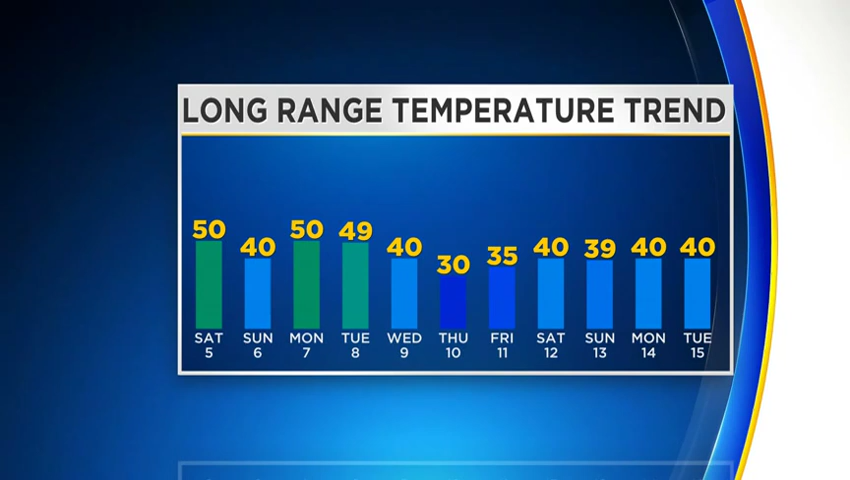 LONG RANGE TEMPERATURE TREND
50 40 50 49 40 30 35 40 39 40 40
SAT SUN MON TUE WED THU FRI SAT SUN MON TUE
5 6 7 8 9 10 11 12 13 14 15